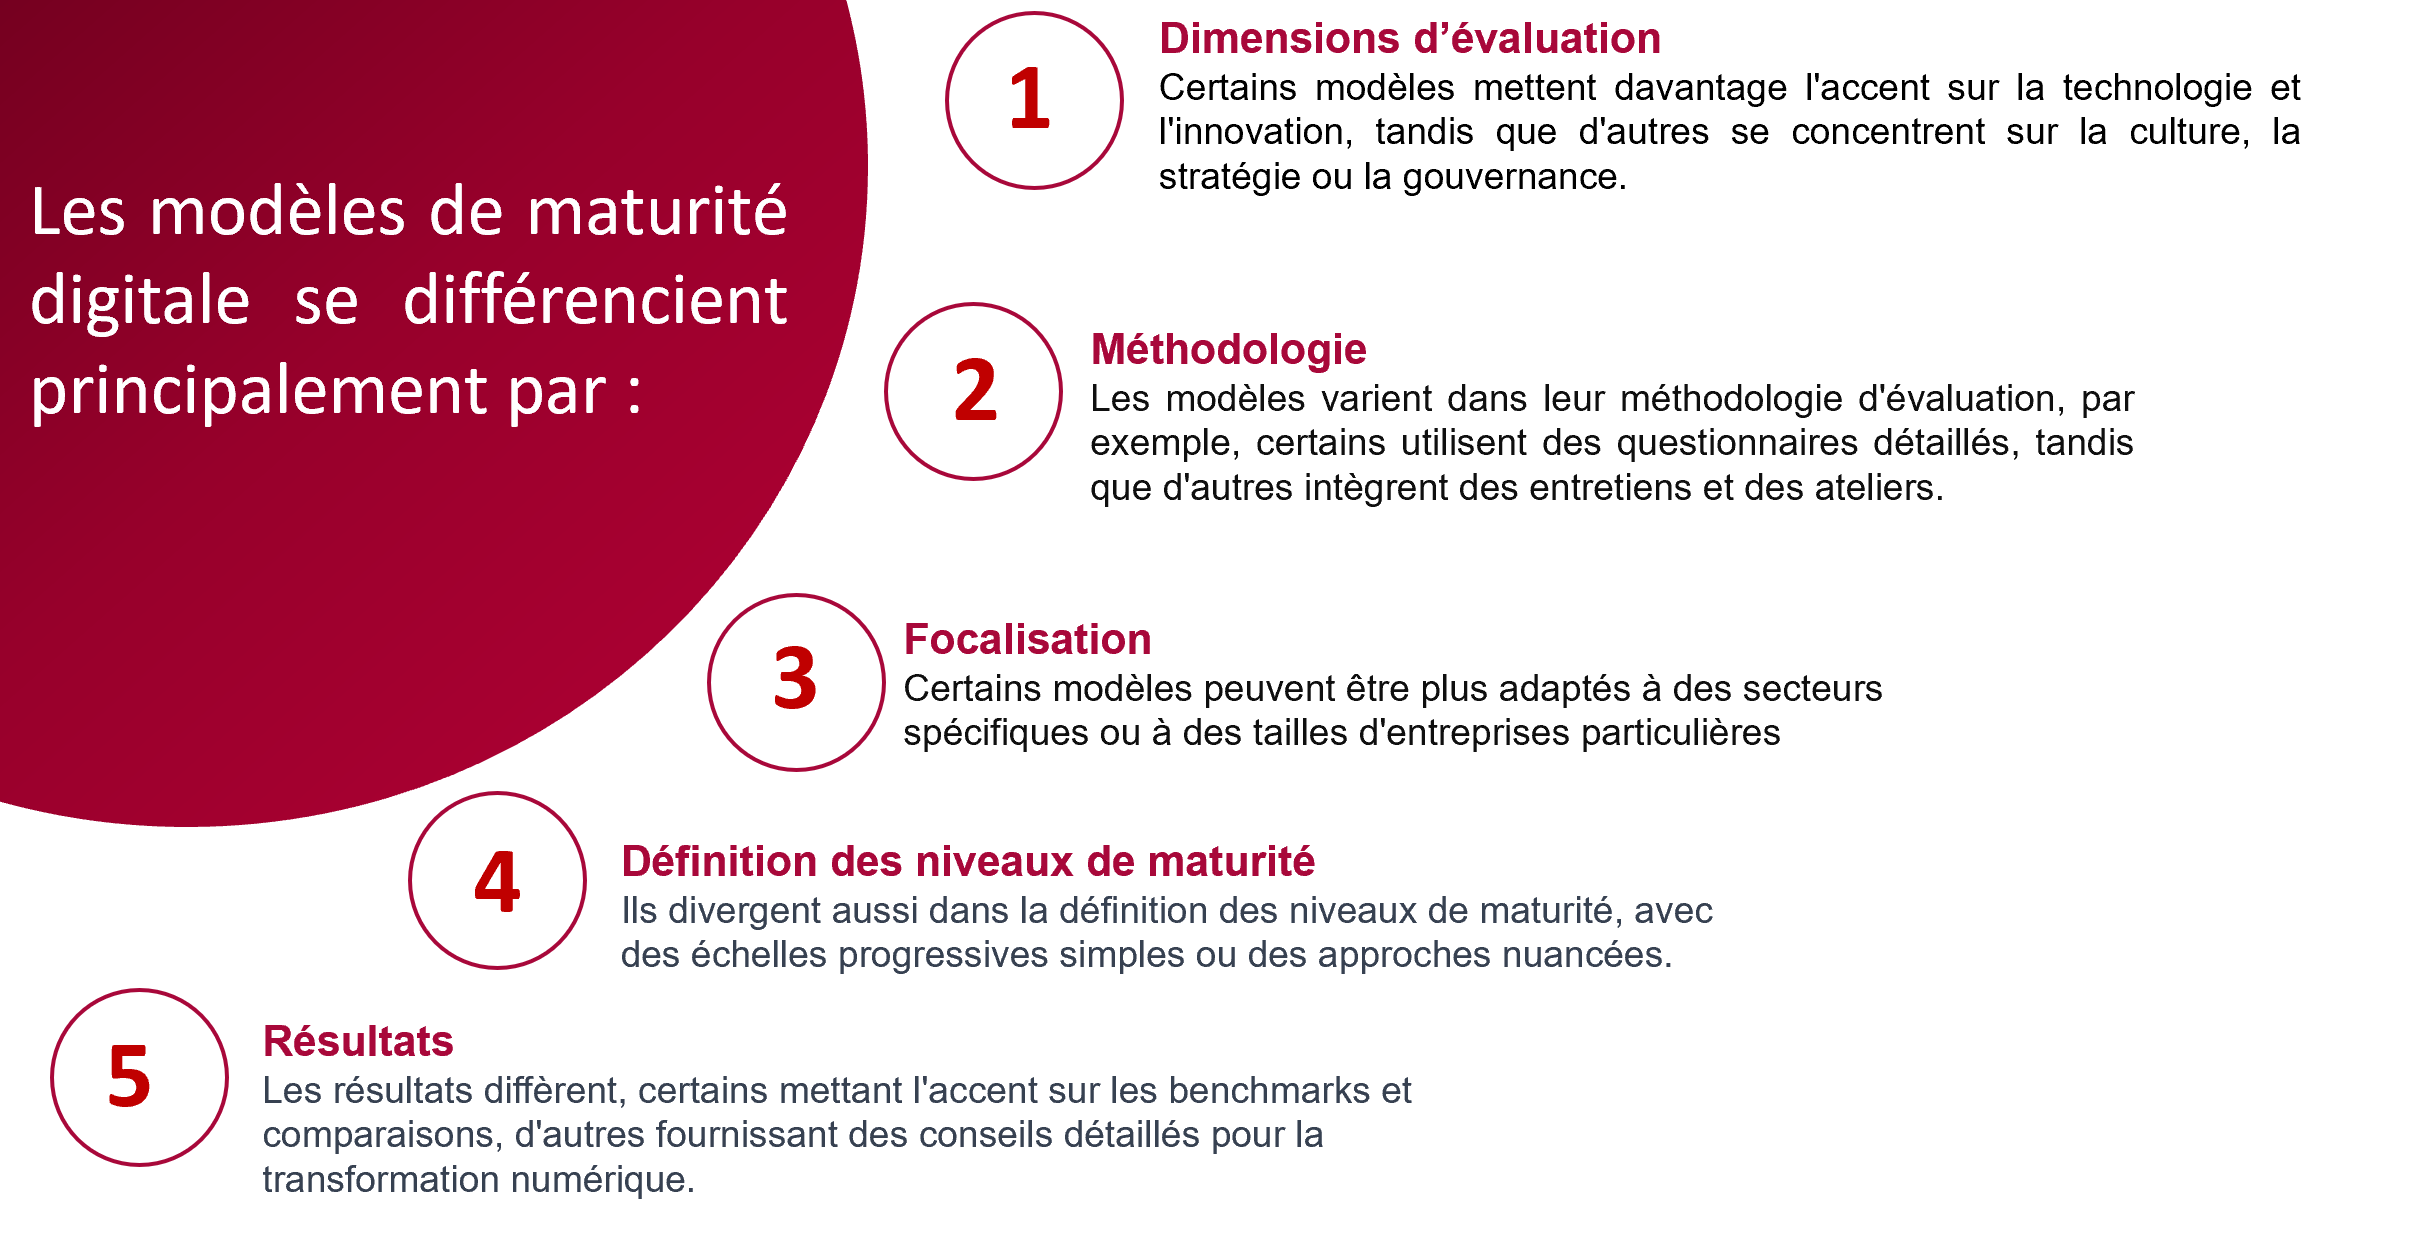 Les modèles de maturité
digitale se différencient
principalement par :
1
Dimensions d’évaluation
Certains modèles mettent davantage l'accent sur la technologie et
l'innovation, tandis que d'autres se concentrent sur la culture, la
stratégie ou la gouvernance.
2
Méthodologie
Les modèles varient dans leur méthodologie d'évaluation, par
exemple, certains utilisent des questionnaires détaillés, tandis
que d'autres intègrent des entretiens et des ateliers.
3
Focalisation
Certains modèles peuvent être plus adaptés à des secteurs
spécifiques ou à des tailles d'entreprises particulières
4
Définition des niveaux de maturité
Ils divergent aussi dans la définition des niveaux de maturité, avec
des échelles progressives simples ou des approches nuancées.
5
Résultats
Les résultats diffèrent, certains mettant l'accent sur les benchmarks et
comparaisons, d'autres fournissant des conseils détaillés pour la
transformation numérique.